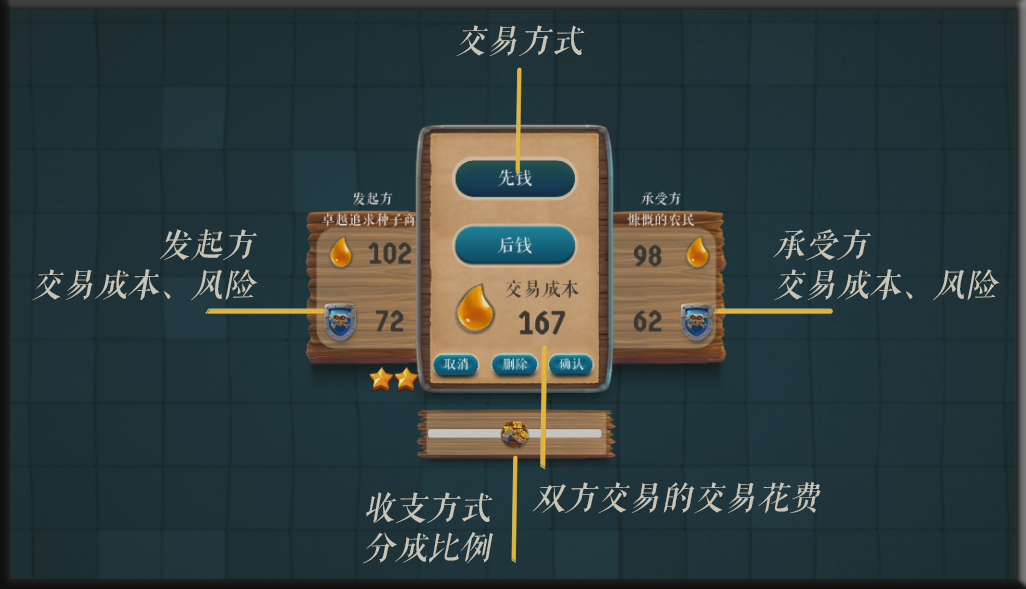 交易方式
先钱
发起方
卓越追求种子商
承受方
慷慨的农民
后钱
发起方
交易成本、风险
102
72
交易成本
167
98
62
承受方
交易成本、风险
取消
删除
确认
收支方式
分成比例
双方交易的交易花费